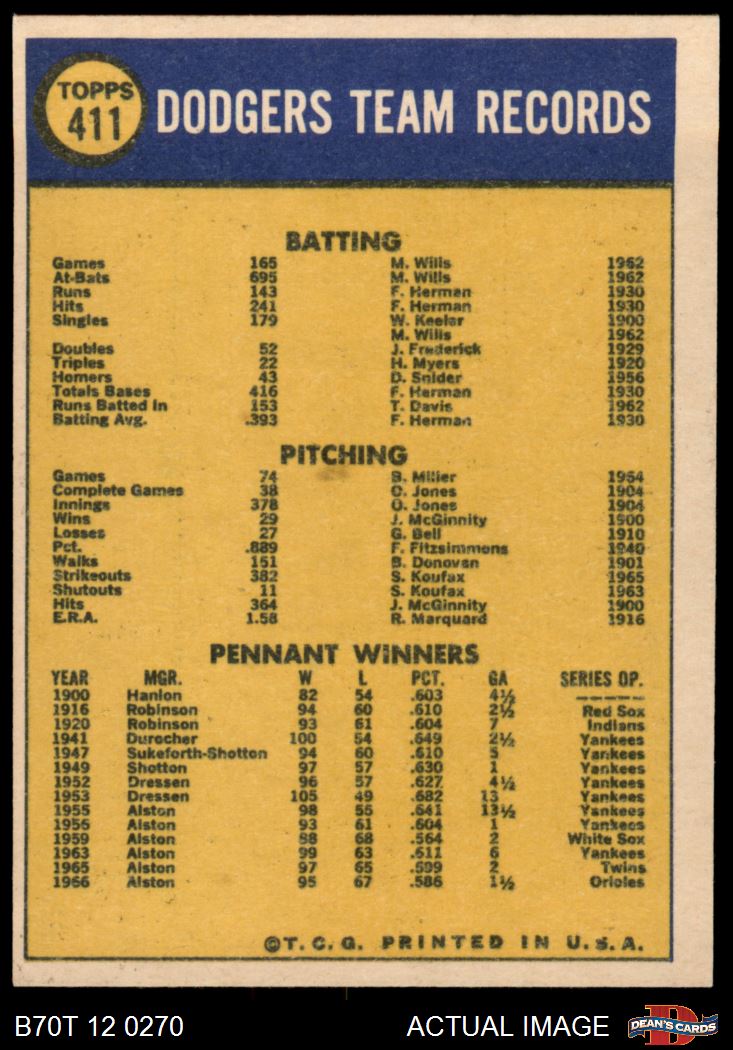 TOPPS
411
DODGERS TEAM RECORDS
BATTING
Games 165 M. Wills 1962
At-Bats 695 M. Wills 1962
Runs 143 F. Herman 1930
Hits 241 F. Herman 1930
Singles 179 W. Keeler 1900
M. Wills 1962
Doubles 52 J. Frederick 1929
Triples 22 H. Myers 1920
Homers 43 D. Snider 1956
Totals Bases 416 F. Herman 1930
Runs Batted In 153 T. Davis 1962
Batting Avg. .393 F. Herman 1930
PITCHING
Games 74 B. Miller 1964
Complete Games 38 O. Jones 1904
Innings 378 O. Jones 1904
Wins 29 J. McGinnity 1900
Losses 27 G. Bell 1910
Pct. .889 F. Fitzsimmons 1940
Walks 151 B. Donovan 1901
Strikeouts 382 S. Koufax 1965
Shutouts 11 S. Koufax 1963
Hits 364 J. McGinnity 1900
E.R.A. 1.58 R. Marquard 1916
PENNANT WINNERS
YEAR MGR. W L PCT. GA SERIES OP.
1900 Hanlon 82 54 .603 4½ ————
1916 Robinson 94 60 .610 2½ Red Sox
1920 Robinson 93 61 .604 7 Indians
1941 Durocher 100 54 .649 2½ Yankees
1947 Sukeforth-Shotton 94 60 .610 5 Yankees
1949 Shotton 97 57 .630 1 Yankees
1952 Dressen 96 57 .627 4½ Yankees
1953 Dressen 105 49 .682 13 Yankees
1955 Alston 98 55 .641 13½ Yankees
1956 Alston 93 61 .604 1 Yankees
1959 Alston 88 68 .564 2 White Sox
1963 Alston 99 63 .611 6 Yankees
1965 Alston 97 65 .599 2 Twins
1966 Alston 95 67 .586 1½ Orioles
©T.C.G. PRINTED IN U.S.A.
B70T 12 0270 ACTUAL IMAGE DEAN'S CARDS